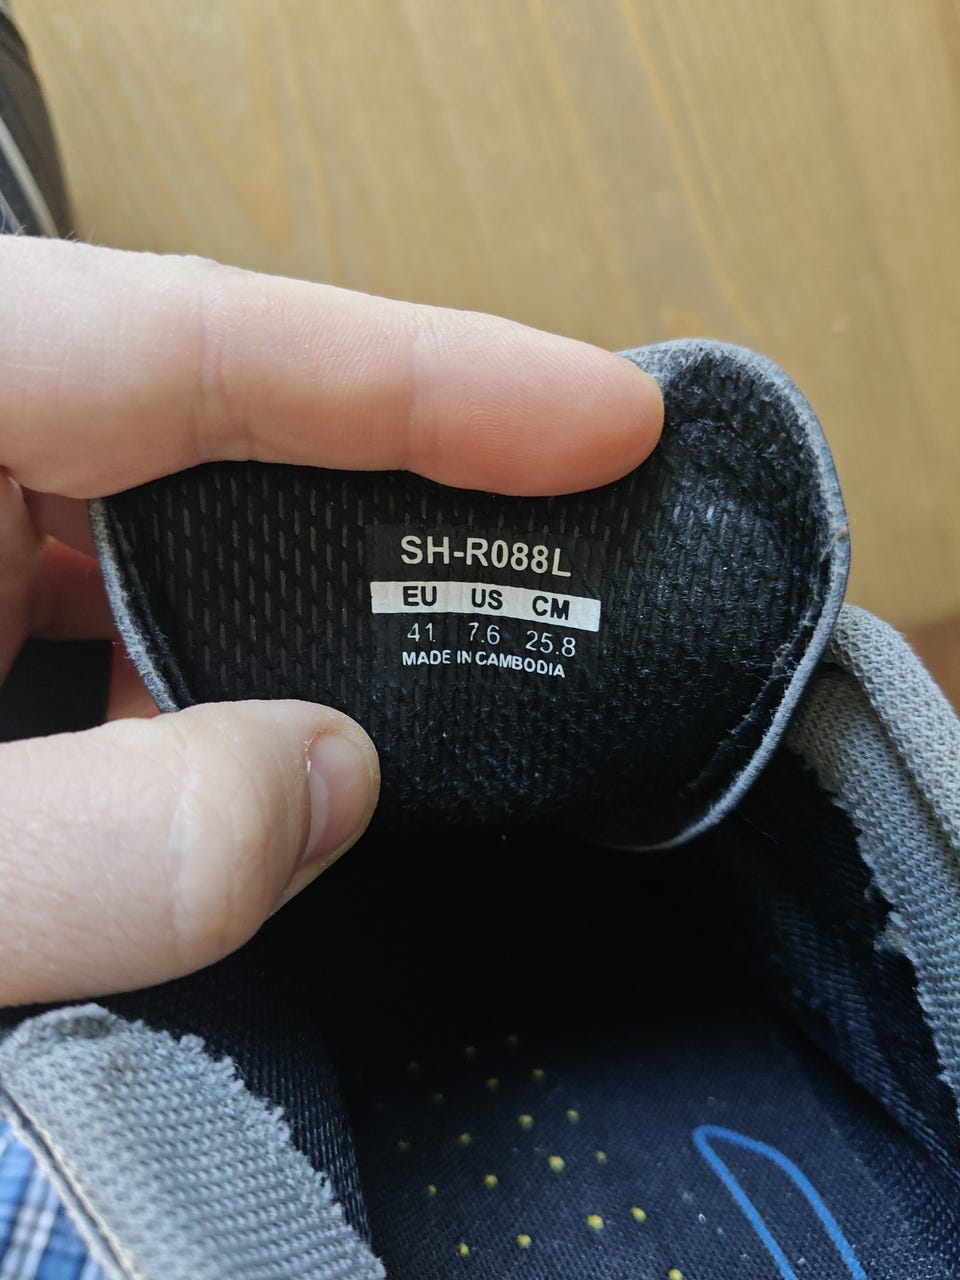 SH-R088L
EU US CM
41 7.6 25.8
MADE IN CAMBODIA